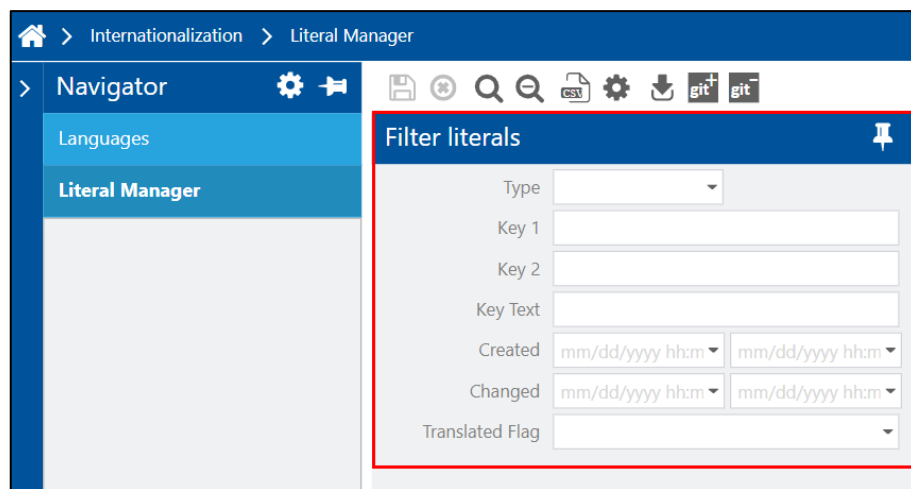 Internationalization > Literal Manager
> Navigator
CSV git+ git-
Languages
Filter literals
Literal Manager
Type
Key 1
Key 2
Key Text
Created mm/dd/yyyy hh:m mm/dd/yyyy hh:m
Changed mm/dd/yyyy hh:m mm/dd/yyyy hh:m
Translated Flag